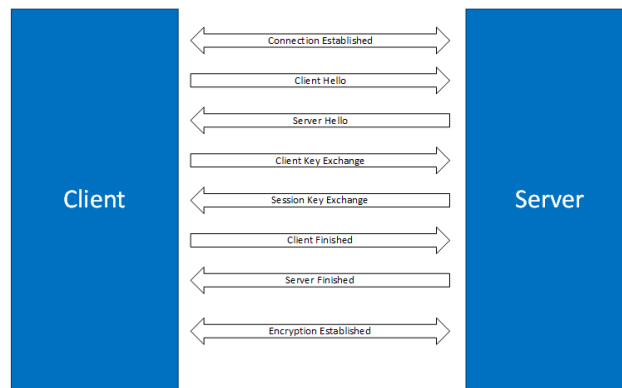 Connection Established
Client Hello
Server Hello
Client Key Exchange
Client
Session Key Exchange
Server
Client Finished
Server Finished
Encryption Established